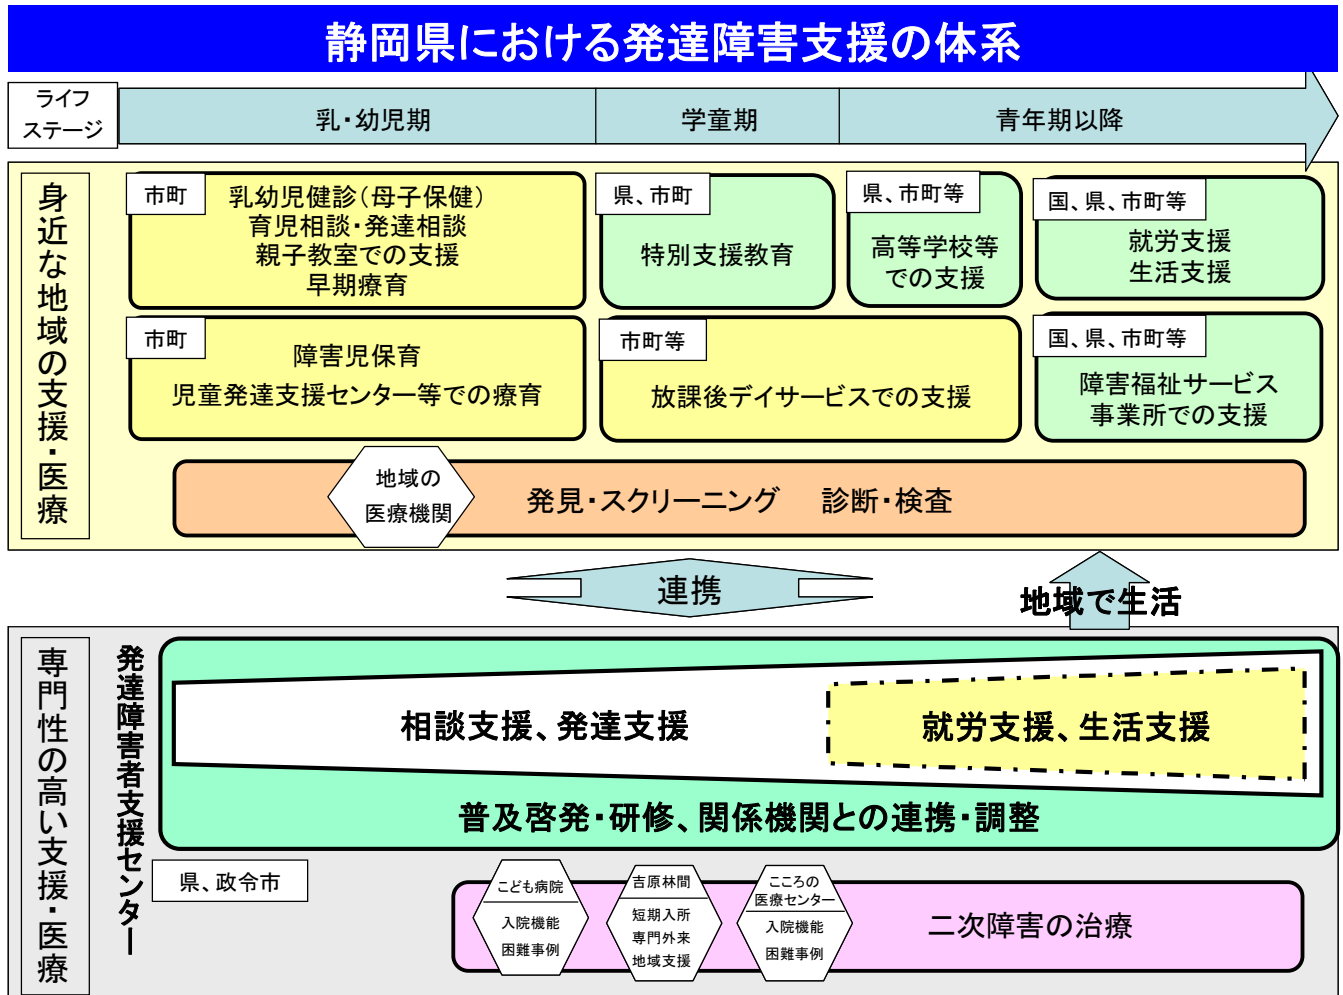 静岡県における発達障害支援の体系
ライフ
ステージ
乳・幼児期
学童期
青年期以降
身近な地域の支援・医療
市町
乳幼児健診(母子保健)
育児相談・発達相談
親子教室での支援
早期療育
県、市町
特別支援教育
県、市町等
高等学校等
での支援
国、県、市町等
就労支援
生活支援
市町
障害児保育
児童発達支援センター等での療育
市町等
放課後デイサービスでの支援
国、県、市町等
障害福祉サービス
事業所での支援
地域の
医療機関
発見・スクリーニング　診断・検査
連携
地域で生活
専門性の高い支援・医療
発達障害者支援センター
相談支援、発達支援
就労支援、生活支援
普及啓発・研修、関係機関との連携・調整
県、政令市
こども病院
入院機能
困難事例
吉原林間
短期入所
専門外来
地域支援
こころの
医療センター
入院機能
困難事例
二次障害の治療